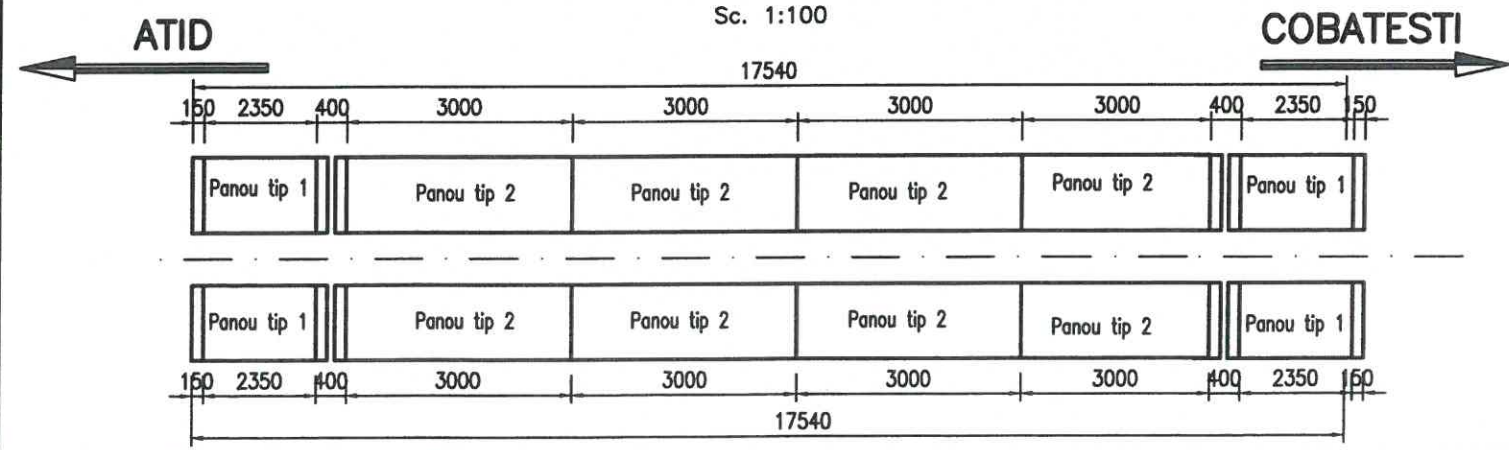 Sc. 1:100
ATID
COBATESTI
17540
150 2350 400 3000 3000 3000 3000 400 2350 150
Panou tip 1 Panou tip 2 Panou tip 2 Panou tip 2 Panou tip 2 Panou tip 1
Panou tip 1 Panou tip 2 Panou tip 2 Panou tip 2 Panou tip 2 Panou tip 1
150 2350 400 3000 3000 3000 3000 400 2350 150
17540